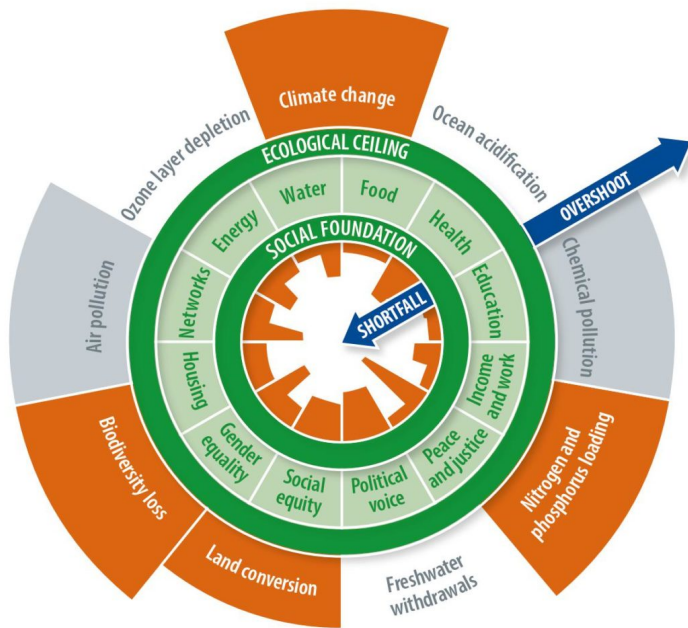 Climate change
Ocean acidification
OVERSHOOT
Chemical pollution
Nitrogen and
phosphorus loading
Freshwater
withdrawals
Land conversion
Biodiversity loss
Air pollution
Ozone layer depletion
ECOLOGICAL CEILING
Water
Food
Health
Education
Income
and work
Peace
and justice
Political
voice
Social
equity
Gender
equality
Housing
Networks
Energy
SOCIAL FOUNDATION
SHORTFALL